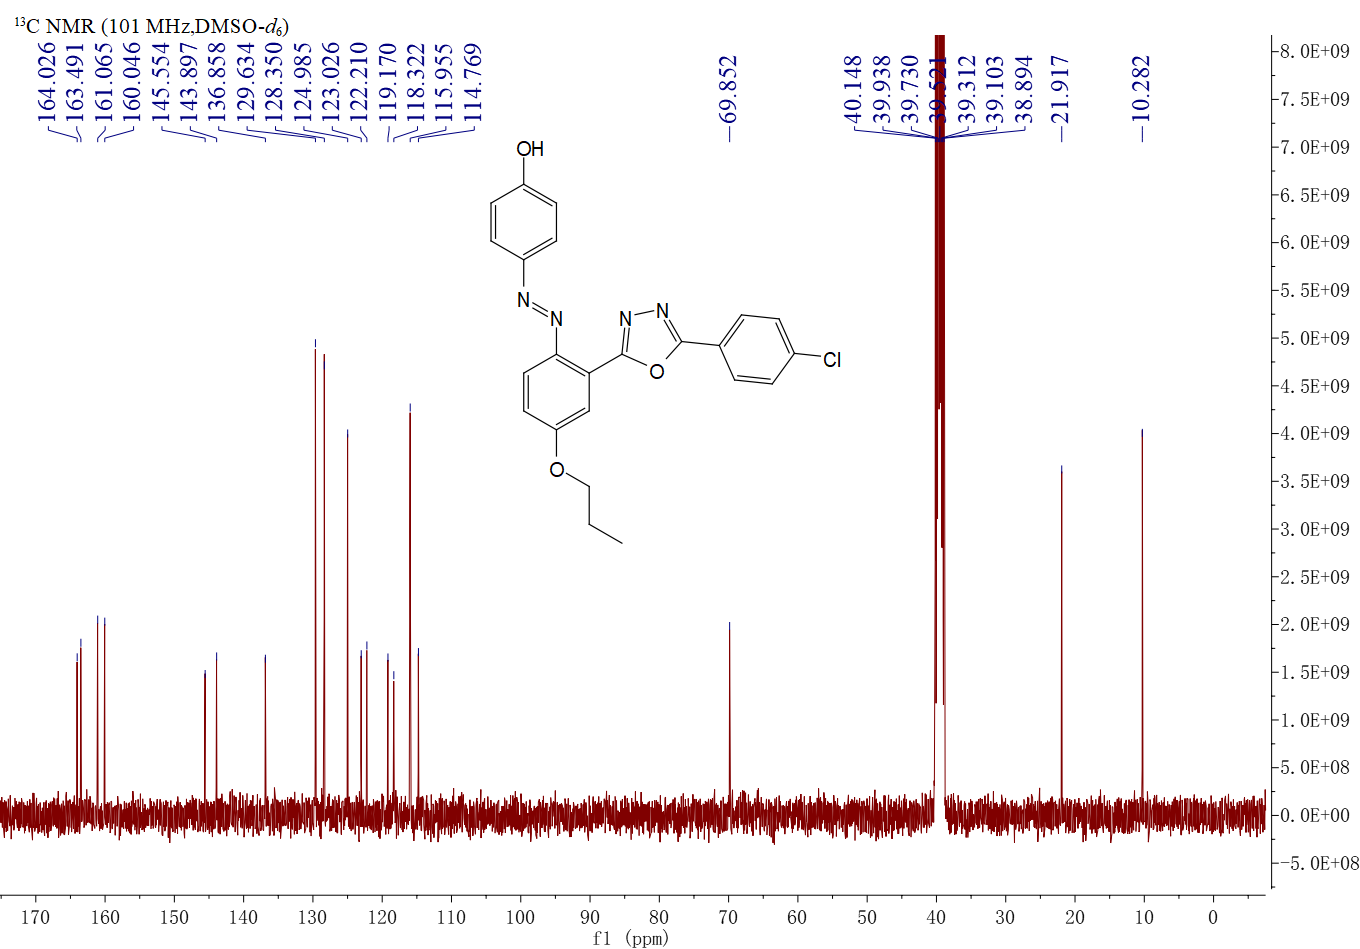 ¹³C NMR (101 MHz,DMSO-d₆)
164.026
163.491
161.065
160.046
145.554
143.897
136.858
129.634
128.350
124.985
123.026
122.210
119.170
118.322
115.955
114.769
69.852
40.148
39.938
39.730
39.521
39.312
39.103
38.894
21.917
10.282
OH
N
N
N
N
O
Cl
O
8.0E+09
7.5E+09
7.0E+09
6.5E+09
6.0E+09
5.5E+09
5.0E+09
4.5E+09
4.0E+09
3.5E+09
3.0E+09
2.5E+09
2.0E+09
1.5E+09
1.0E+09
5.0E+08
0.0E+00
-5.0E+08
170 160 150 140 130 120 110 100 90 80 70 60 50 40 30 20 10 0
f1 (ppm)